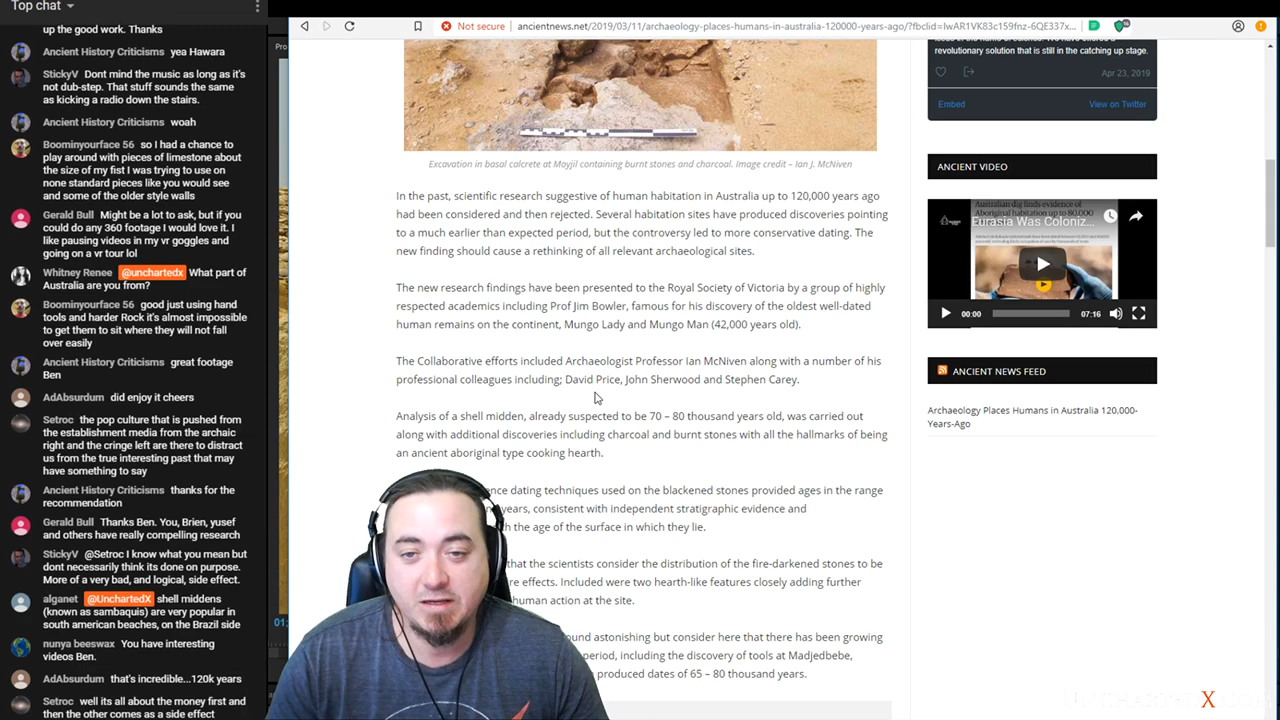 Top chat
up your work. Thanks
Ancient History Criticisms yea Hawara
StickyV Dont mind the music as long as it's
not dub-step. That stuff sounds the same
as kicking a radio down the stairs.
Ancient History Criticisms woah
Boominyourface 56 so I had a chance to
play around with pieces of limestone about
the size of my fist I was trying to use on
none standard pieces like you would see
and some of the older style walls
Gerald Bull Might be a lot to ask, but if you
had any 360 footage, I would love it. I
like pausing videos in my vr goggles and
going on a vr tour lol
Whitney Renee @unchartedx What part of
Australia are you from?
Boominyourface 56 good just using hand
tools and harder Rock it's almost impossible
to get them to sit where they will not fall
over easily
Ancient History Criticisms great footage
Ben
AdAbsurdum did enjoy it cheers
Setroc the pop culture that is pushed
from the establishment media from the archaic
right and the cringe left are there to distract
us from the true interesting past that may
have something to say
Ancient History Criticisms thanks for the
recommendation
Gerald Bull Thanks Ben. You, Brien, yusef
and others have really compelling research
StickyV @Setroc I know what you mean but
dont necessarily think its done on purpose.
More of a very bad, and logical, side effect.
alganet @UnchartedX shell middens
(known as sambaquis) are very popular in
south american beaches, on the Brazil side
nunya beeswax You have interesting
videos Ben.
AdAbsurdum that's incredible...120k years
Setroc well its all about the money first and
then the other comes as a side effect
Not secure ancientnews.net/2019/03/11/archaeology-places-humans-in-australia-120000-years-ago/?fbclid=IwAR1VK83c159fnz-6QE337x...
Excavation in basal calcrete at Moyjil containing burnt stones and charcoal. Image credit – Ian J. McNiven
In the past, scientific research suggestive of human habitation in Australia up to 120,000 years ago
had been considered and then rejected. Several habitation sites have produced discoveries pointing
to a much earlier than expected period, but the controversy led to more conservative dating. The
new finding should cause a rethinking of all relevant archaeological sites.
The new research findings have been presented to the Royal Society of Victoria by a group of highly
respected academics including Prof Jim Bowler, famous for his discovery of the oldest well-dated
human remains on the continent, Mungo Lady and Mungo Man (42,000 years old).
The Collaborative efforts included Archaeologist Professor Ian McNiven along with a number of his
professional colleagues including; David Price, John Sherwood and Stephen Carey.
Analysis of a shell midden, already suspected to be 70 – 80 thousand years old, was carried out
along with additional discoveries including charcoal and burnt stones with all the hallmarks of being
an ancient aboriginal type cooking hearth.
ence dating techniques used on the blackened stones provided ages in the range
years, consistent with independent stratigraphic evidence and
the age of the surface in which they lie.
that the scientists consider the distribution of the fire-darkened stones to be
re effects. Included were two hearth-like features closely adding further
human action at the site.
ound astonishing but consider here that there has been growing
period, including the discovery of tools at Madjedbebe,
produced dates of 65 – 80 thousand years.
revolutionary solution that is still in the catching up stage.
Apr 23, 2019
Embed View on Twitter
ANCIENT VIDEO
Australian dig finds evidence of
Aboriginal habitation up to 80,000
Eurasia Was Coloniz...
00:00 07:16
ANCIENT NEWS FEED
Archaeology Places Humans in Australia 120,000-
Years-Ago
UNCHARTEDX.COM